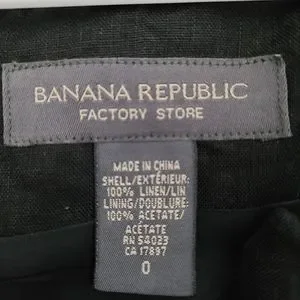 BANANA REPUBLIC
FACTORY STORE
MADE IN CHINA
SHELL/EXTÉRIEUR:
100% LINEN/LIN
LINING/DOUBLURE:
100% ACETATE/
ACÉTATE
RN 54023
CA 17897
0